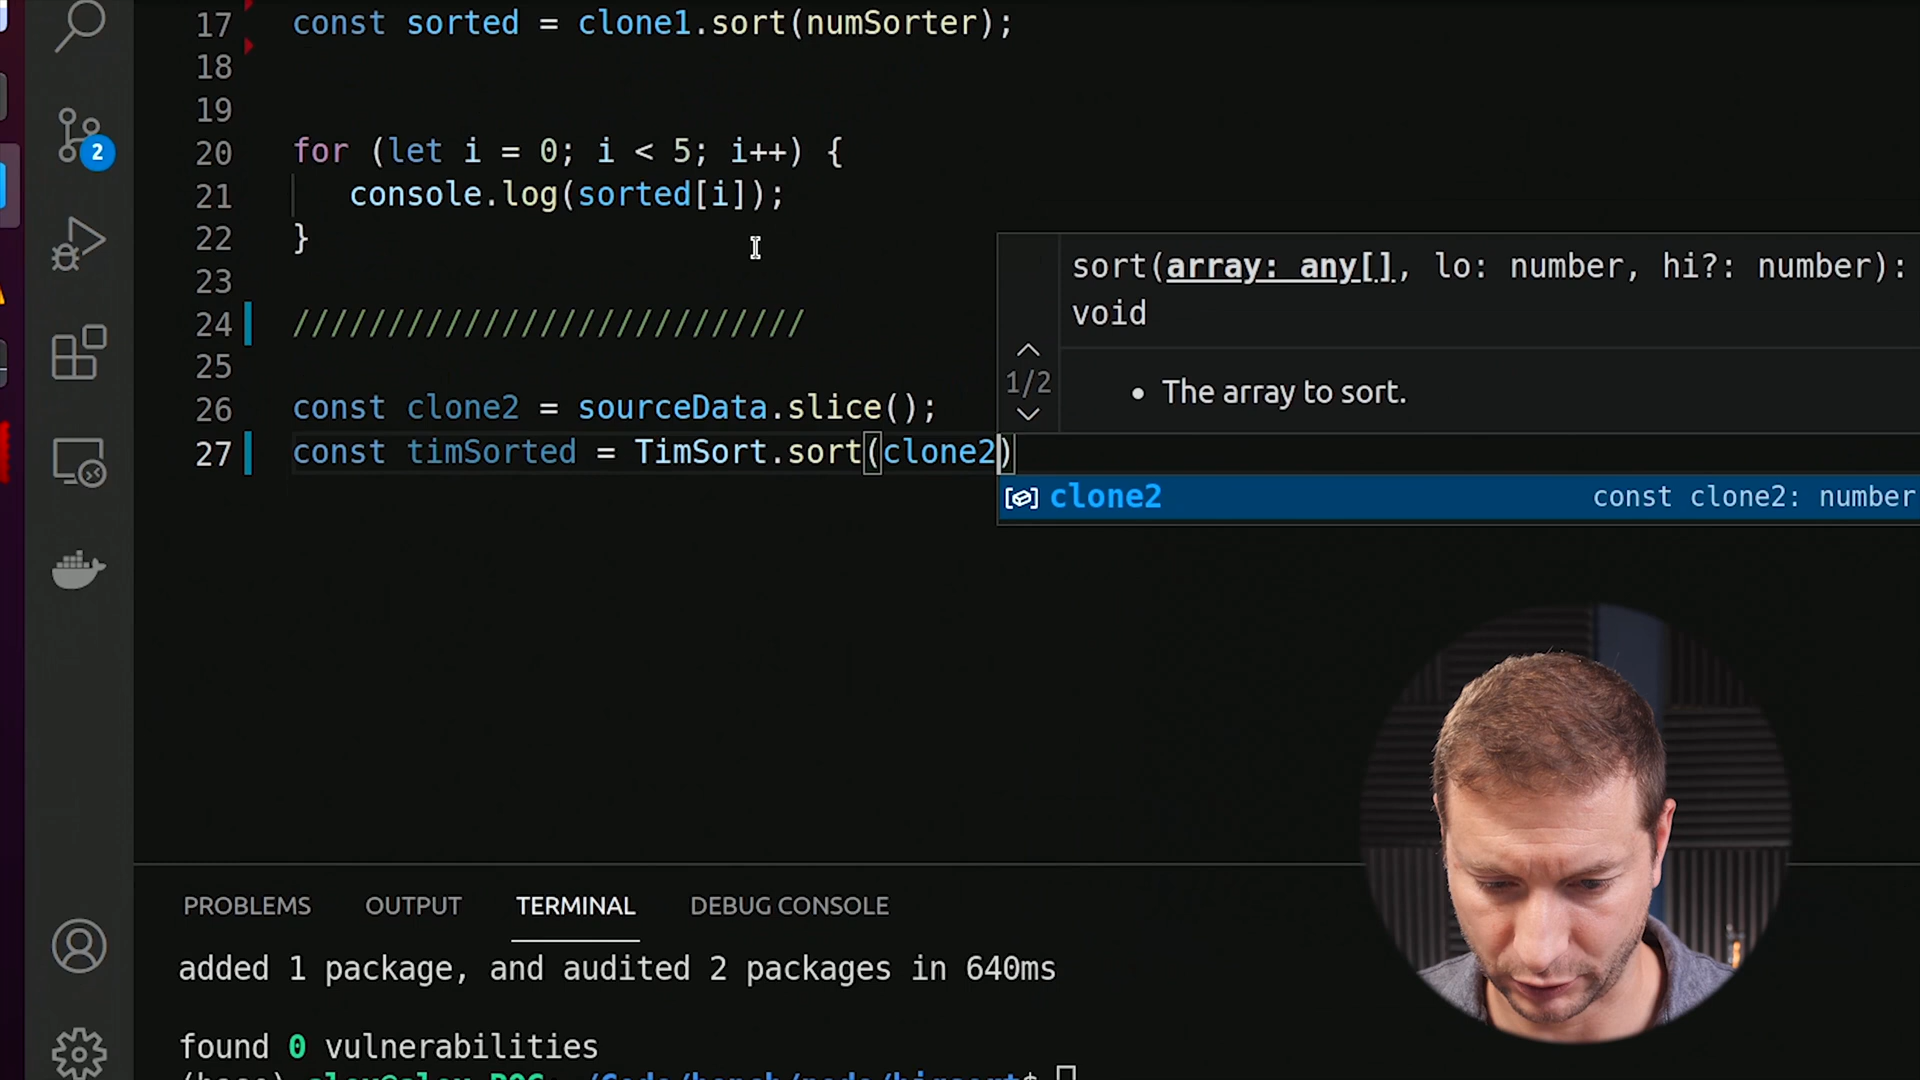 17 const sorted = clone1.sort(numSorter);
18
19
20 for (let i = 0; i < 5; i++) {
21 console.log(sorted[i]);
22 }
23
24 ///////////////////////////
25
26 const clone2 = sourceData.slice();
27 const timSorted = TimSort.sort(clone2)
sort(array: any[], lo: number, hi?: number):
void
1/2
• The array to sort.
clone2 const clone2: number
2
PROBLEMS OUTPUT TERMINAL DEBUG CONSOLE
added 1 package, and audited 2 packages in 640ms
found 0 vulnerabilities